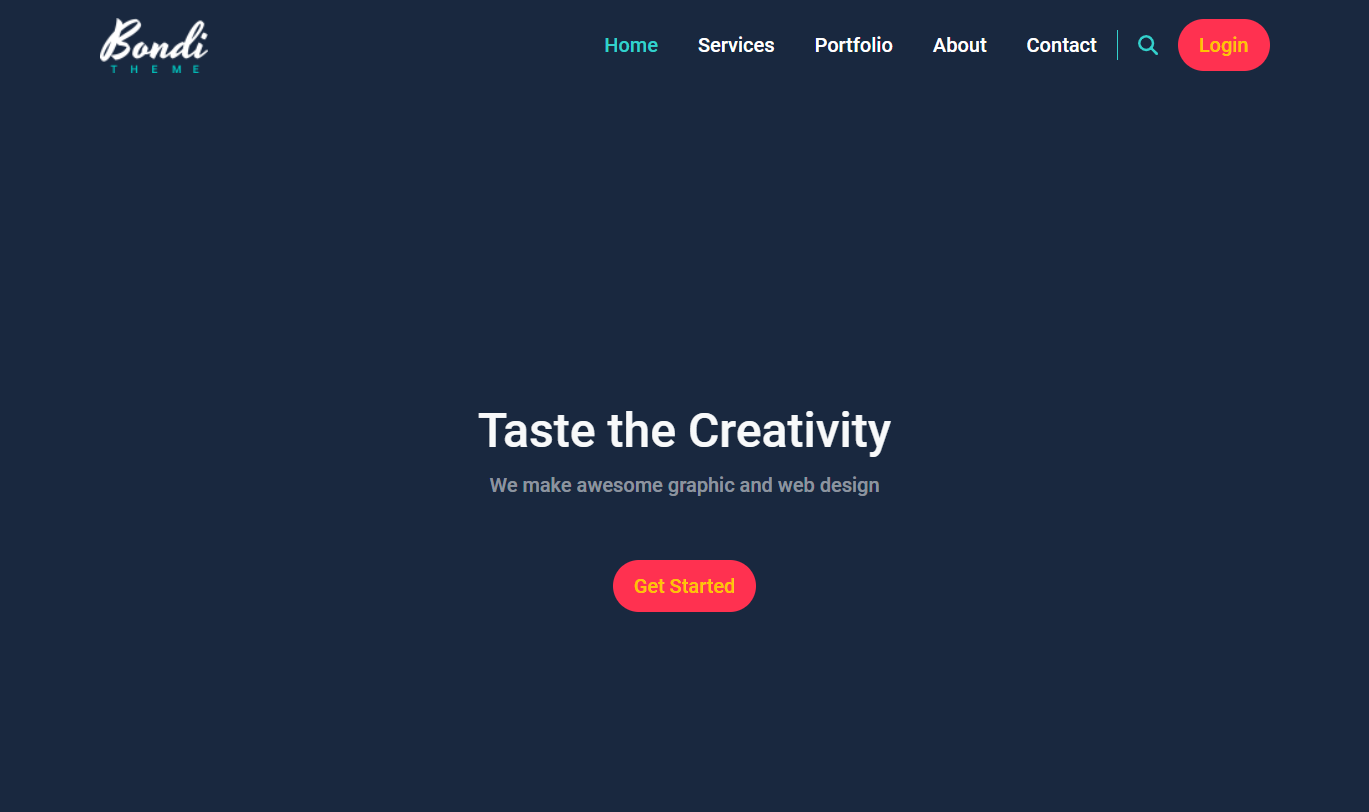 Bondi
THEME
Home Services Portfolio About Contact Login
Taste the Creativity
We make awesome graphic and web design
Get Started